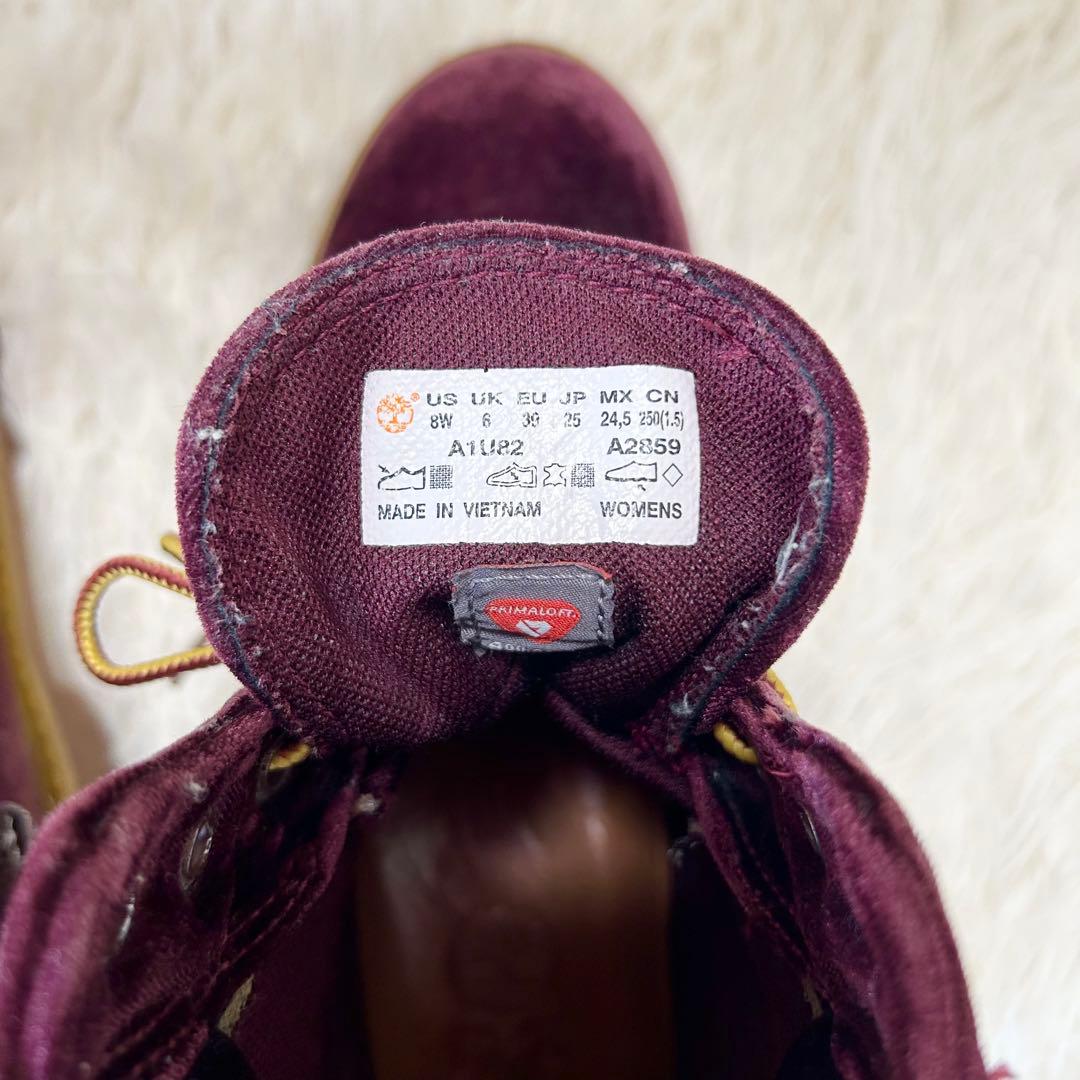 US UK EU JP MX CN
8W 6 39 25 24,5 250(1.5)
A1U82 A2859
MADE IN VIETNAM WOMENS
PRIMALOFT